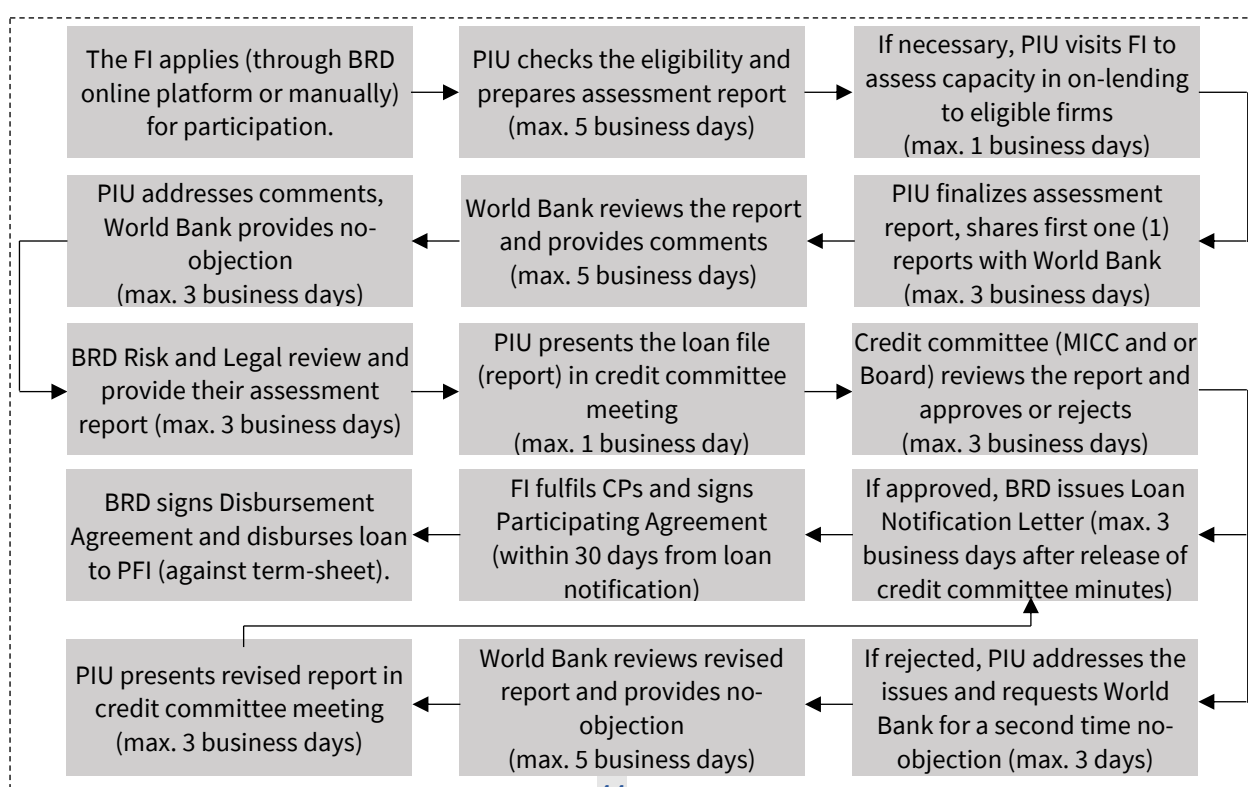 The FI applies (through BRD
online platform or manually)
for participation.
PIU checks the eligibility and
prepares assessment report
(max. 5 business days)
If necessary, PIU visits FI to
assess capacity in on-lending
to eligible firms
(max. 1 business days)
PIU finalizes assessment
report, shares first one (1)
reports with World Bank
(max. 3 business days)
World Bank reviews the report
and provides comments
(max. 5 business days)
PIU addresses comments,
World Bank provides no-
objection
(max. 3 business days)
BRD Risk and Legal review and
provide their assessment
report (max. 3 business days)
PIU presents the loan file
(report) in credit committee
meeting
(max. 1 business day)
Credit committee (MICC and or
Board) reviews the report and
approves or rejects
(max. 3 business days)
If approved, BRD issues Loan
Notification Letter (max. 3
business days after release of
credit committee minutes)
FI fulfils CPs and signs
Participating Agreement
(within 30 days from loan
notification)
BRD signs Disbursement
Agreement and disburses loan
to PFI (against term-sheet).
If rejected, PIU addresses the
issues and requests World
Bank for a second time no-
objection (max. 3 days)
World Bank reviews revised
report and provides no-
objection
(max. 5 business days)
PIU presents revised report in
credit committee meeting
(max. 3 business days)